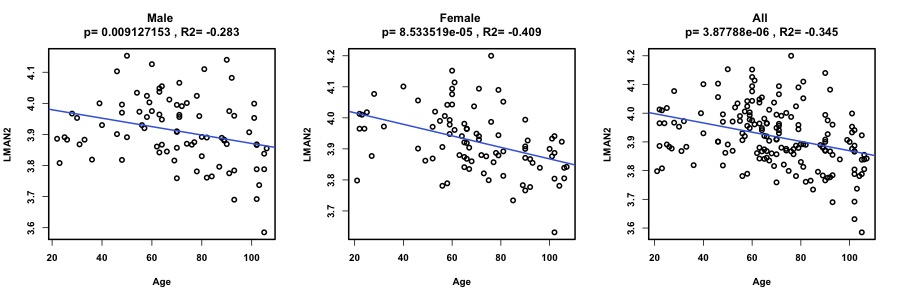 Male
p= 0.009127153 , R2= -0.283
LMAN2
4.1
4.0
3.9
3.8
3.7
3.6
20 40 60 80 100
Age
Female
p= 8.533519e-05 , R2= -0.409
LMAN2
4.2
4.1
4.0
3.9
3.8
3.7
20 40 60 80 100
Age
All
p= 3.87788e-06 , R2= -0.345
LMAN2
4.2
4.1
4.0
3.9
3.8
3.7
3.6
20 40 60 80 100
Age